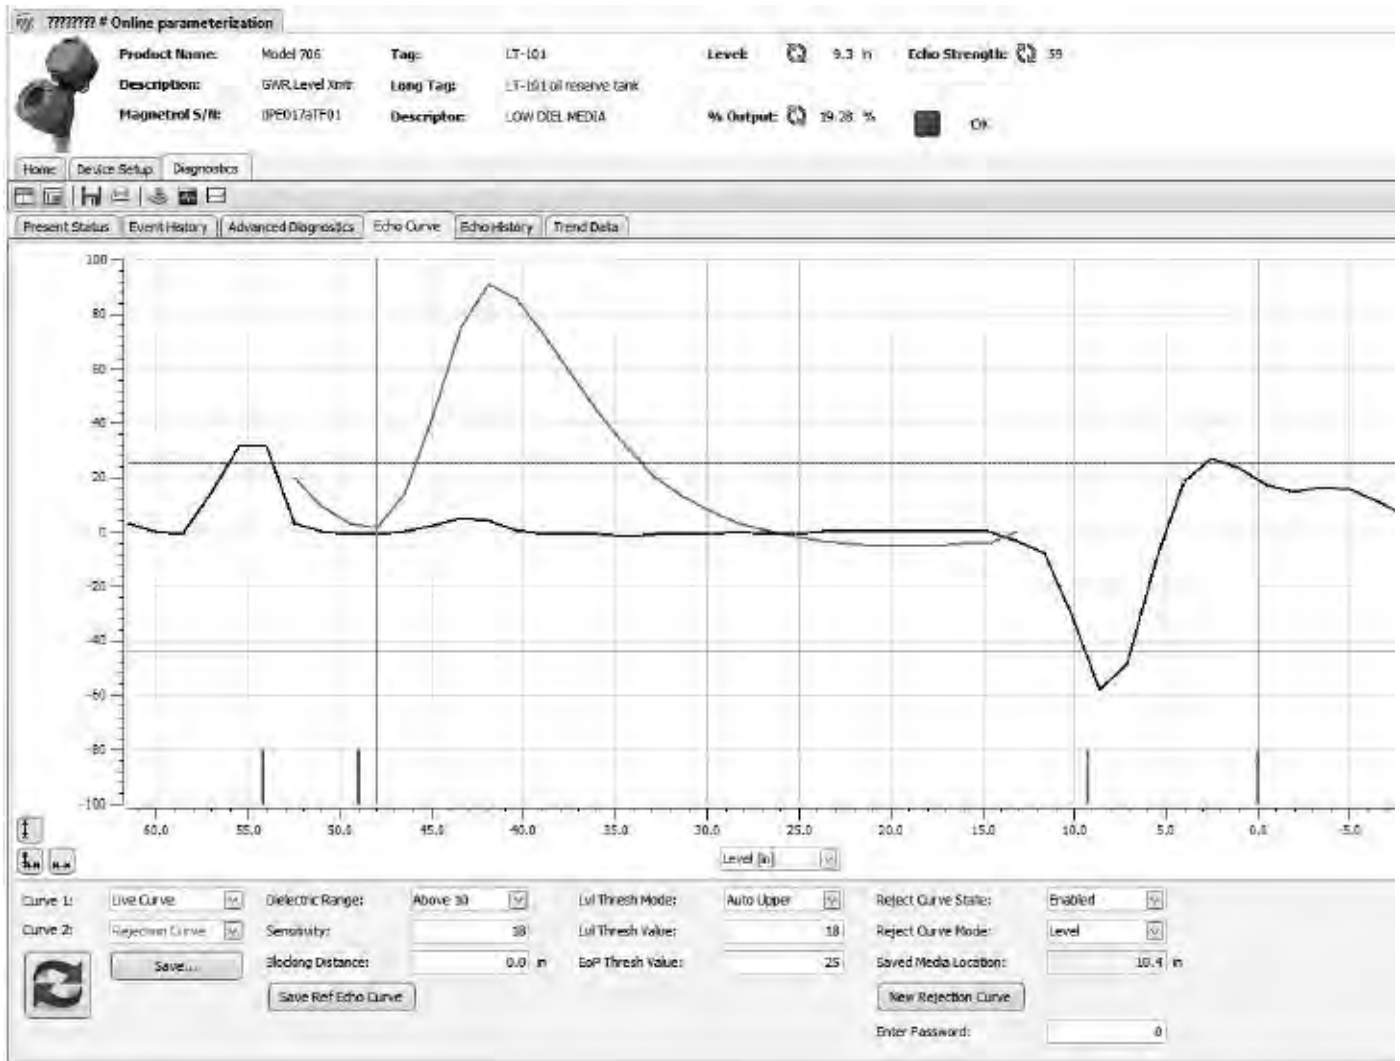 ???????? # Online parameterization
Product Name: Model 706 Tag: LT-101 Level: 9.3 in Echo Strength: 59
Description: GWR Level Xmtr Long Tag: LT-101 oil reserve tank
Magnetrol S/N: Descriptor: LOW DIEL MEDIA % Output: 19.28 % OK
Home Device Setup Diagnostics
Present Status Event History Advanced Diagnostics Echo Curve Echo History Trend Data
100
80
60
40
20
0
-20
-40
-60
-80
-100
60.0 55.0 50.0 45.0 40.0 35.0 30.0 25.0 20.0 15.0 10.0 5.0 0.0 -5.0
Level [in]
Curve 1: Live Curve Dielectric Range: Above 10 Lvl Thresh Mode: Auto Upper Reject Curve State: Enabled
Curve 2: Rejection Curve Sensitivity: 18 Lvl Thresh Value: 18 Reject Curve Mode: Level
Save... Blocking Distance: 0.0 in EoP Thresh Value: 25 Saved Media Location: 10.4 in
Save Ref Echo Curve New Rejection Curve
Enter Password: 0